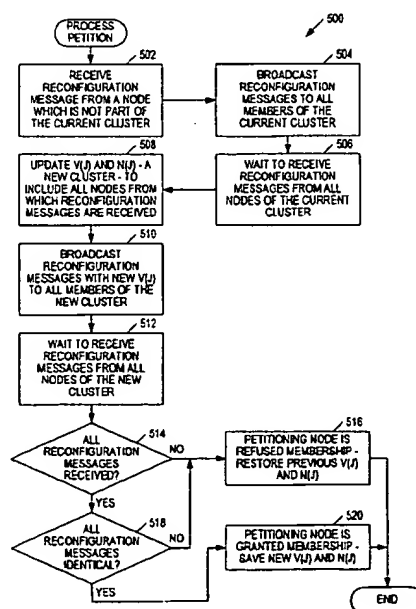 500
PROCESS
PETITION
502
RECEIVE
RECONFIGURATION
MESSAGE FROM A NODE
WHICH IS NOT PART OF
THE CURRENT CLUSTER
504
BROADCAST
RECONFIGURATION
MESSAGES TO ALL
MEMBERS OF THE
CURRENT CLUSTER
506
WAIT TO RECEIVE
RECONFIGURATION
MESSAGES FROM ALL
NODES OF THE CURRENT
CLUSTER
508
UPDATE V(J) AND N(J) - A
NEW CLUSTER - TO
INCLUDE ALL NODES FROM
WHICH RECONFIGURATION
MESSAGES ARE RECEIVED
510
BROADCAST
RECONFIGURATION
MESSAGES WITH NEW V(J)
TO ALL MEMBERS OF THE
NEW CLUSTER
512
WAIT TO RECEIVE
RECONFIGURATION
MESSAGES FROM ALL
NODES OF THE NEW
CLUSTER
514
ALL
RECONFIGURATION
MESSAGES
RECEIVED?
NO
YES
516
PETITIONING NODE IS
REFUSED MEMBERSHIP -
RESTORE PREVIOUS V(J)
AND N(J)
518
ALL
RECONFIGURATION
MESSAGES
IDENTICAL?
NO
YES
520
PETITIONING NODE IS
GRANTED MEMBERSHIP -
SAVE NEW V(J) AND N(J)
END